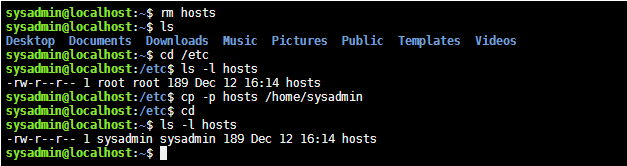 sysadmin@localhost:~$ rm hosts
sysadmin@localhost:~$ ls
Desktop  Documents  Downloads  Music  Pictures  Public  Templates  Videos
sysadmin@localhost:~$ cd /etc
sysadmin@localhost:/etc$ ls -l hosts
-rw-r--r-- 1 root root 189 Dec 12 16:14 hosts
sysadmin@localhost:/etc$ cp -p hosts /home/sysadmin
sysadmin@localhost:/etc$ cd
sysadmin@localhost:~$ ls -l hosts
-rw-r--r-- 1 sysadmin sysadmin 189 Dec 12 16:14 hosts
sysadmin@localhost:~$